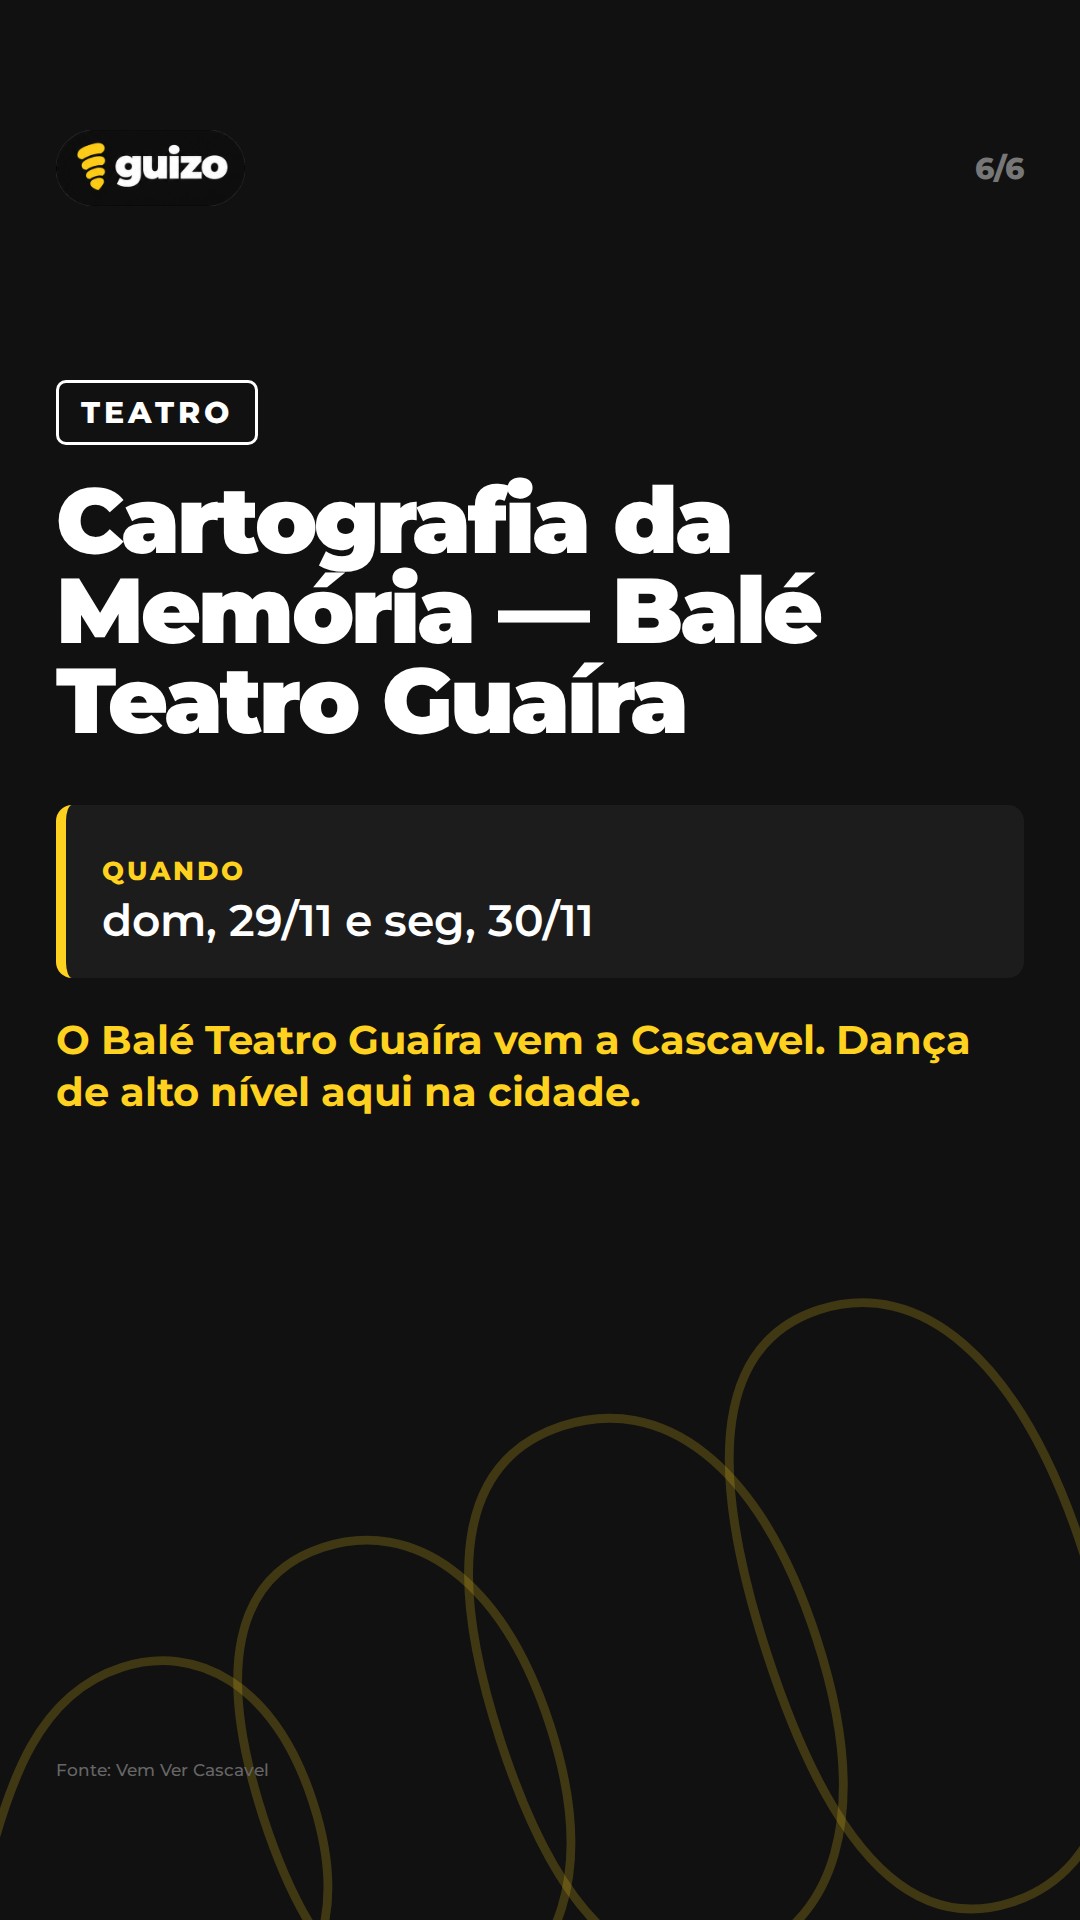 guizo
6/6
TEATRO
Cartografia da
Memória — Balé
Teatro Guaíra
QUANDO
dom, 29/11 e seg, 30/11
O Balé Teatro Guaíra vem a Cascavel. Dança
de alto nível aqui na cidade.
Fonte: Vem Ver Cascavel